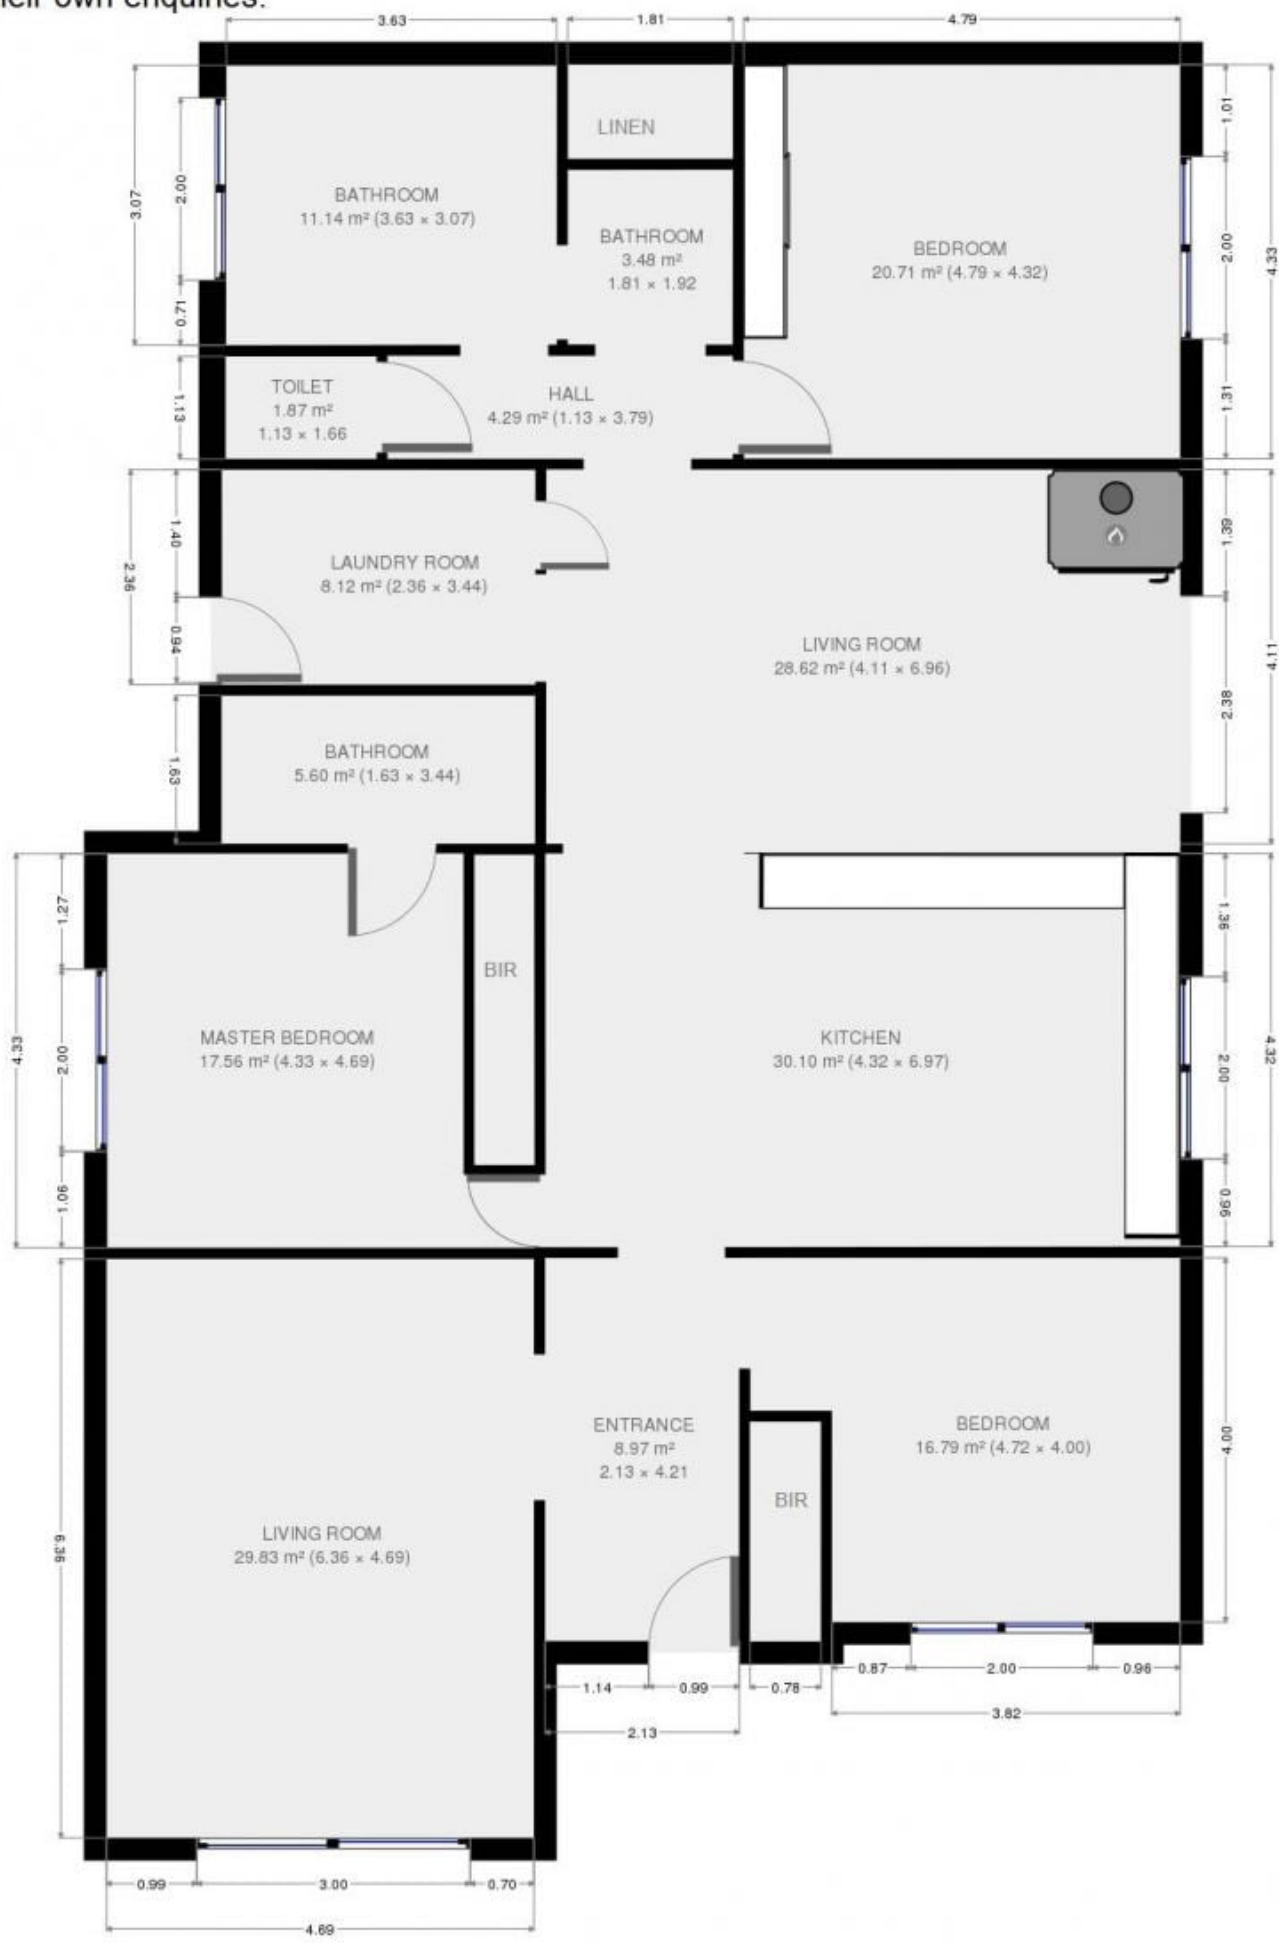 their own enquiries.
3.63
1.81
4.79
3.07
2.00
0.71
1.01
2.00
1.31
4.33
LINEN
BATHROOM
11.14 m² (3.63 × 3.07)
BATHROOM
3.48 m²
1.81 × 1.92
BEDROOM
20.71 m² (4.79 × 4.32)
1.13
TOILET
1.87 m²
1.13 × 1.66
HALL
4.29 m² (1.13 × 3.79)
2.36
1.40
0.94
LAUNDRY ROOM
8.12 m² (2.36 × 3.44)
1.39
2.38
4.11
LIVING ROOM
28.62 m² (4.11 × 6.96)
1.63
BATHROOM
5.60 m² (1.63 × 3.44)
4.33
1.27
2.00
1.06
BIR
MASTER BEDROOM
17.56 m² (4.33 × 4.69)
KITCHEN
30.10 m² (4.32 × 6.97)
1.36
2.00
0.96
4.32
6.36
LIVING ROOM
29.83 m² (6.36 × 4.69)
ENTRANCE
8.97 m²
2.13 × 4.21
BIR
BEDROOM
16.79 m² (4.72 × 4.00)
4.00
1.14
0.99
0.78
0.87
2.00
0.96
2.13
3.82
0.99
3.00
0.70
4.69